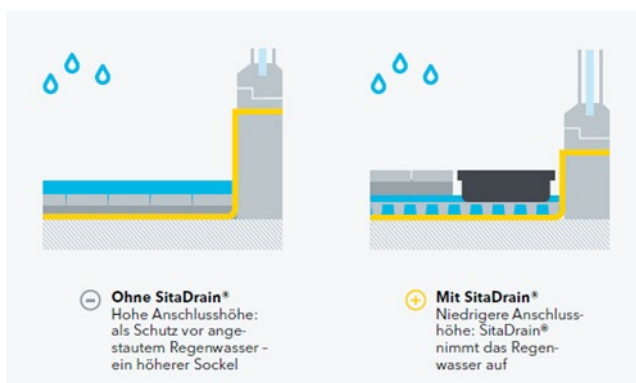 Ohne SitaDrain®
Hohe Anschlusshöhe:
als Schutz vor ange-
stautem Regenwasser –
ein höherer Sockel
Mit SitaDrain®
Niedrigere Anschluss-
höhe: SitaDrain®
nimmt das Regen-
wasser auf